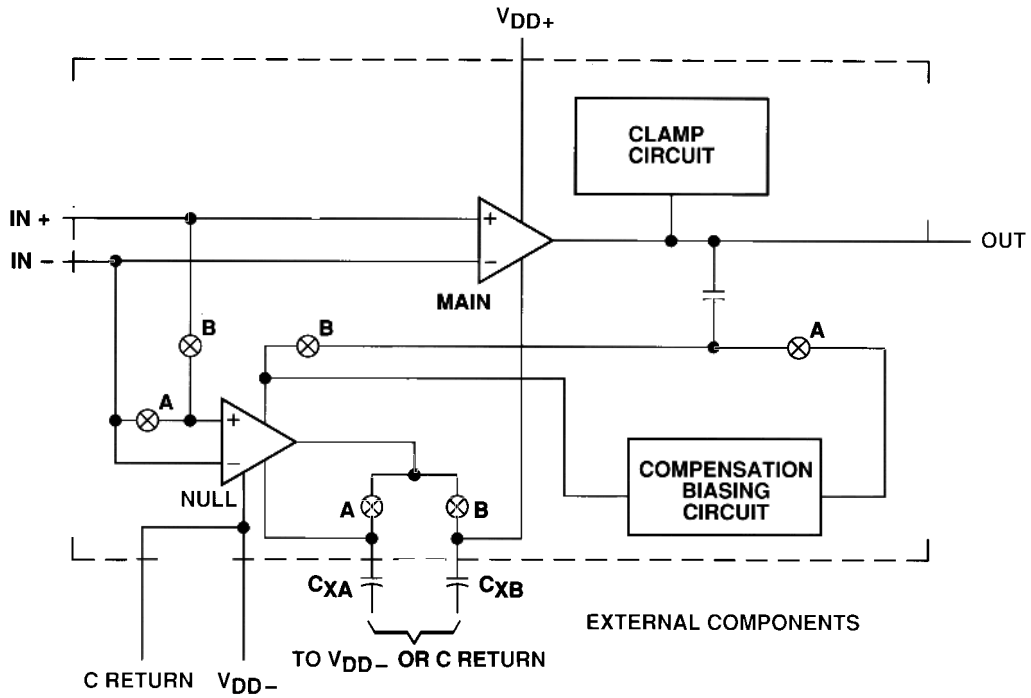 VDD+
CLAMP
CIRCUIT
IN +
+
OUT
IN –
–
MAIN
B
B
A
A
+
–
NULL
COMPENSATION
BIASING
CIRCUIT
A
B
CXA
CXB
EXTERNAL COMPONENTS
TO VDD– OR C RETURN
C RETURN
VDD–